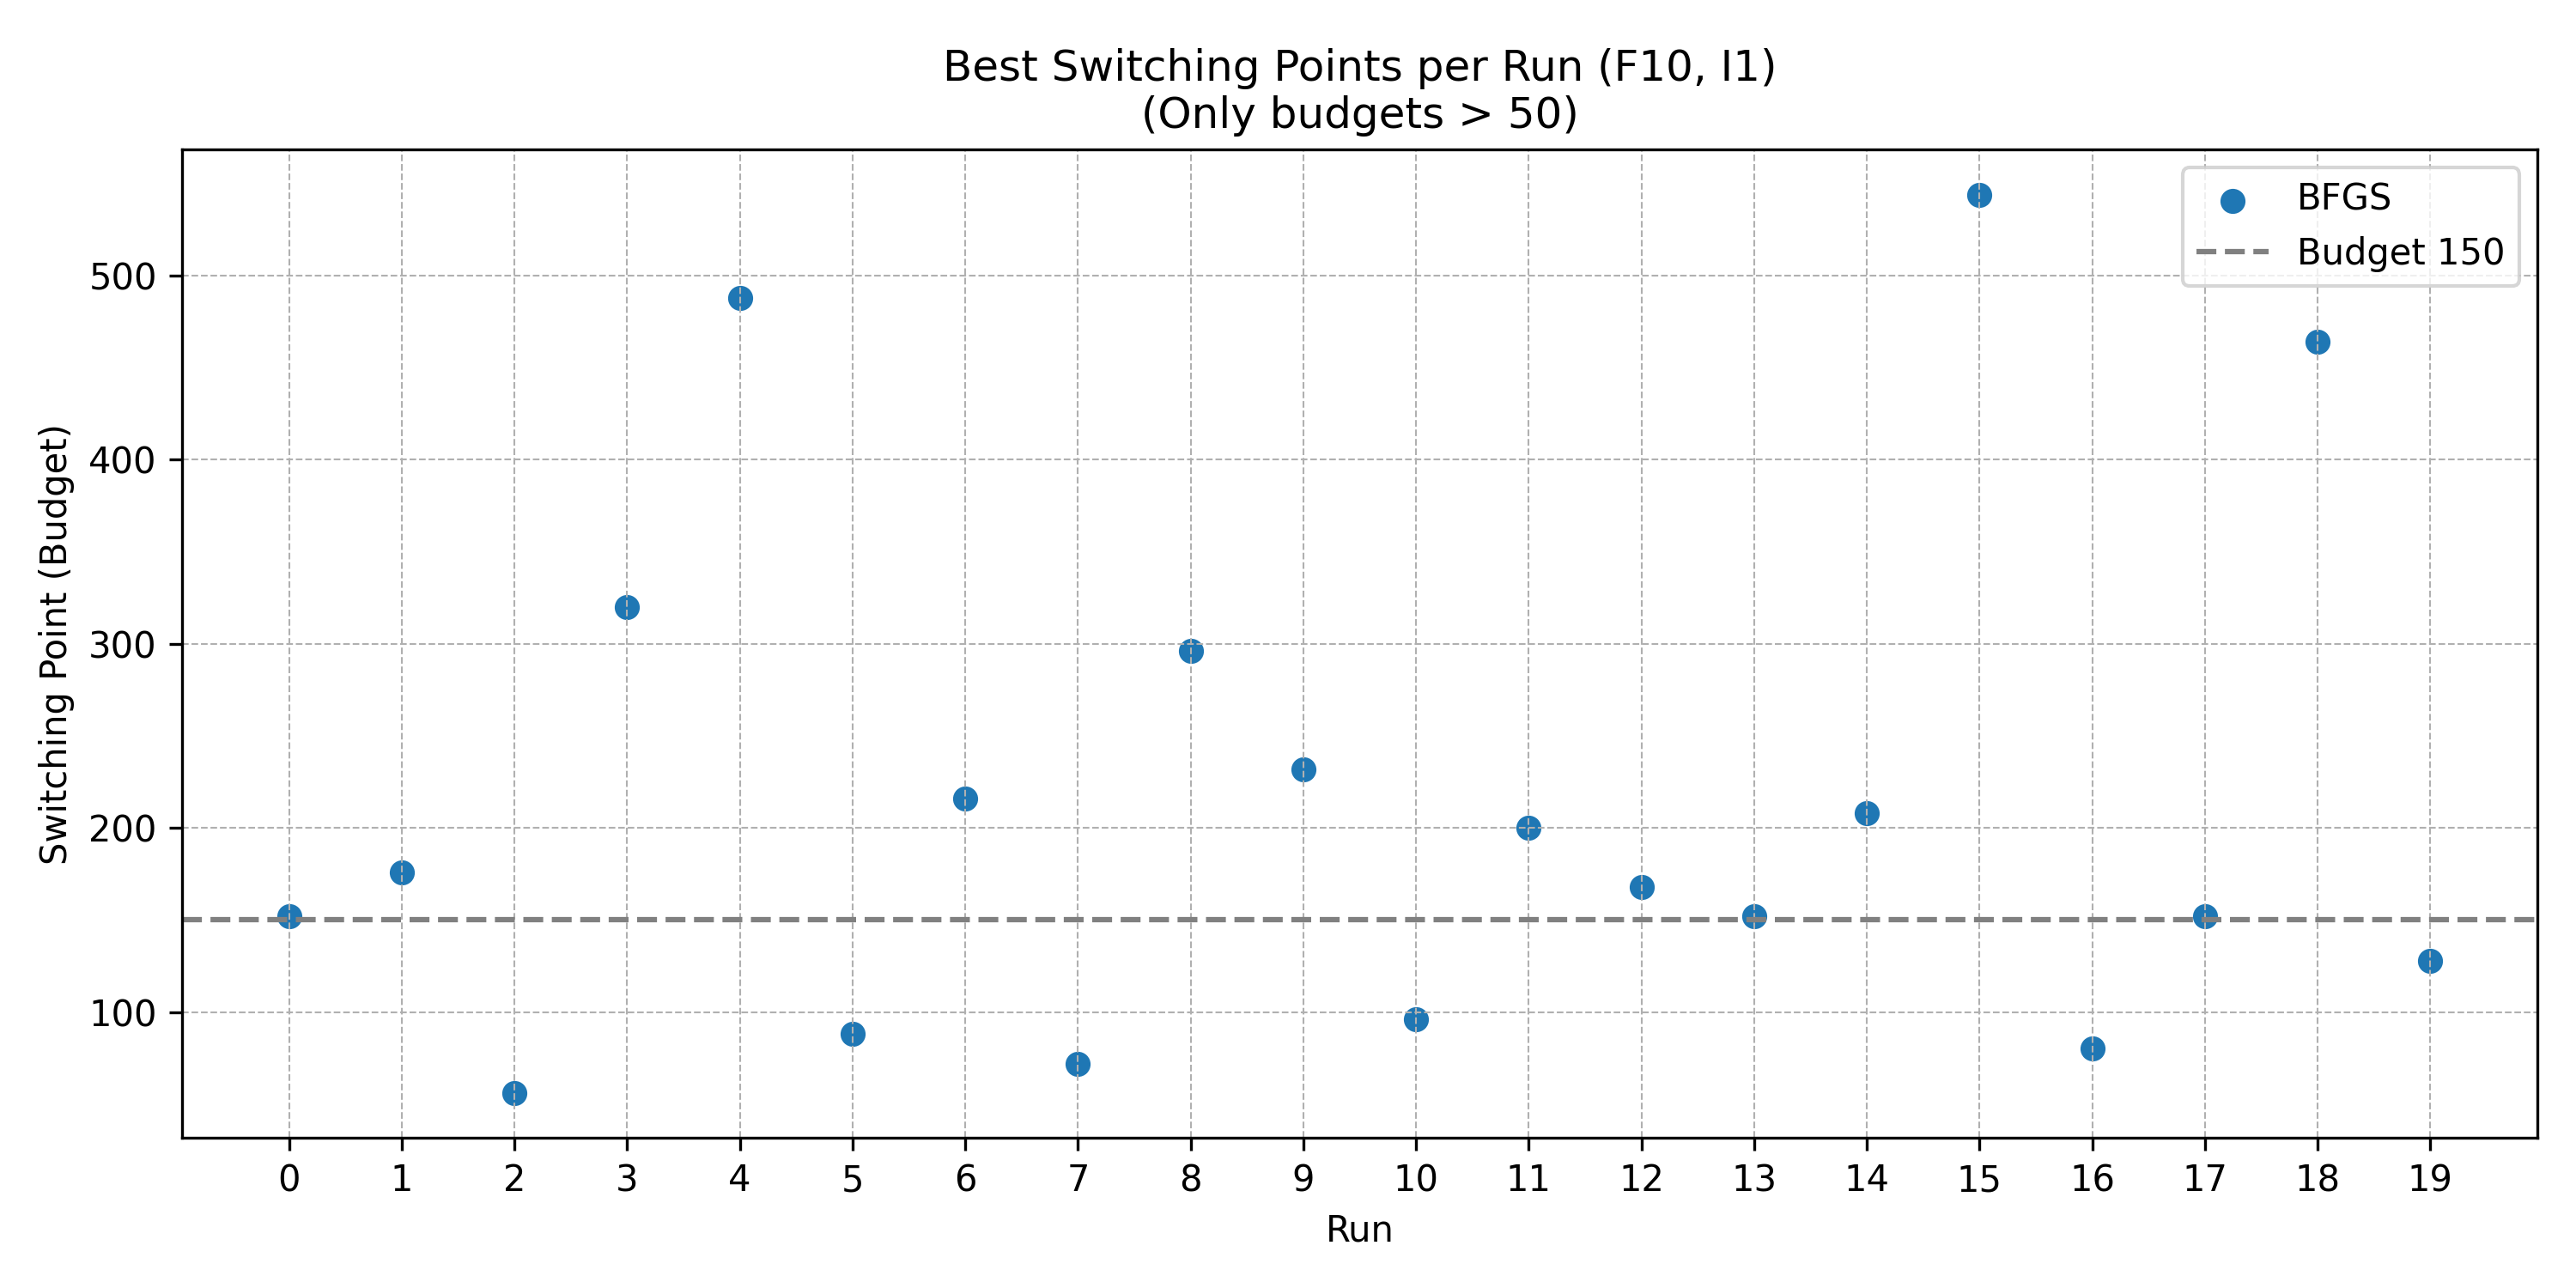 Best Switching Points per Run (F10, I1)
(Only budgets > 50)
BFGS
Budget 150
Switching Point (Budget)
500
400
300
200
100
0 1 2 3 4 5 6 7 8 9 10 11 12 13 14 15 16 17 18 19
Run